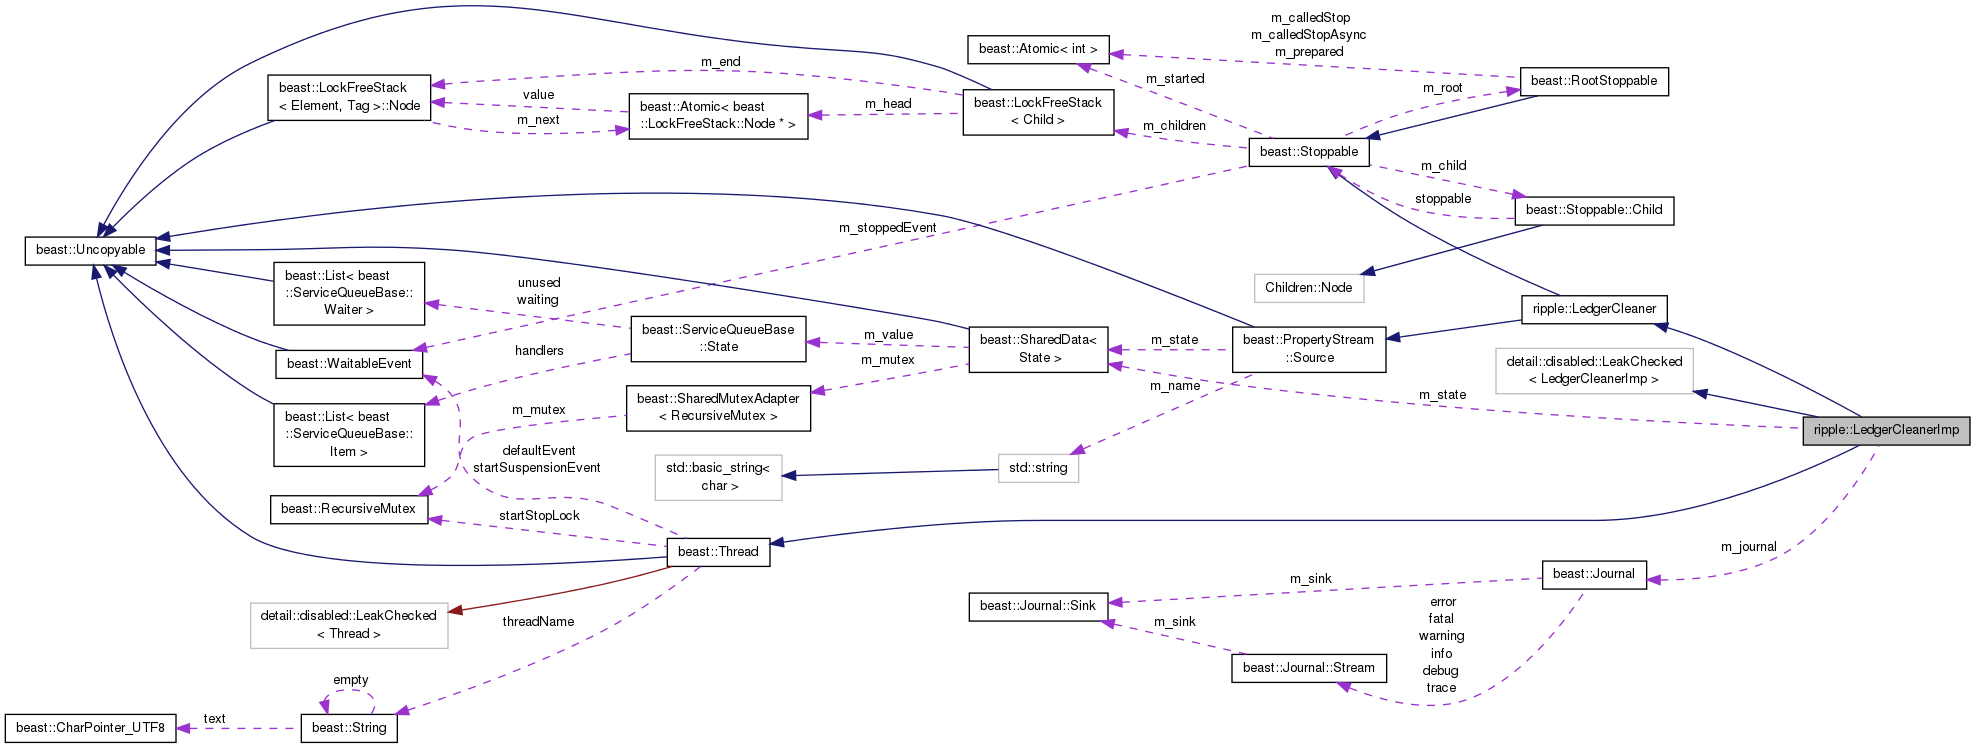 m_calledStop
m_calledStopAsync
m_prepared
beast::Atomic< int >
m_started
beast::RootStoppable
m_root
m_end
beast::LockFreeStack
< Element, Tag >::Node
value
m_next
beast::Atomic< beast
::LockFreeStack::Node * >
m_head
beast::LockFreeStack
< Child >
m_children
beast::Stoppable
m_child
stoppable
beast::Stoppable::Child
m_stoppedEvent
beast::Uncopyable
beast::List< beast
::ServiceQueueBase::
Waiter >
unused
waiting
Children::Node
ripple::LedgerCleaner
beast::ServiceQueueBase
::State
m_value
m_mutex
beast::SharedData<
State >
m_state
m_name
beast::PropertyStream
::Source
handlers
beast::WaitableEvent
detail::disabled::LeakChecked
< LedgerCleanerImp >
m_state
beast::SharedMutexAdapter
< RecursiveMutex >
m_mutex
beast::List< beast
::ServiceQueueBase::
Item >
ripple::LedgerCleanerImp
defaultEvent
startSuspensionEvent
std::basic_string<
char >
std::string
beast::RecursiveMutex
startStopLock
beast::Thread
m_journal
beast::Journal
m_sink
beast::Journal::Sink
m_sink
error
fatal
warning
info
debug
trace
beast::Journal::Stream
detail::disabled::LeakChecked
< Thread >
threadName
empty
beast::String
text
beast::CharPointer_UTF8